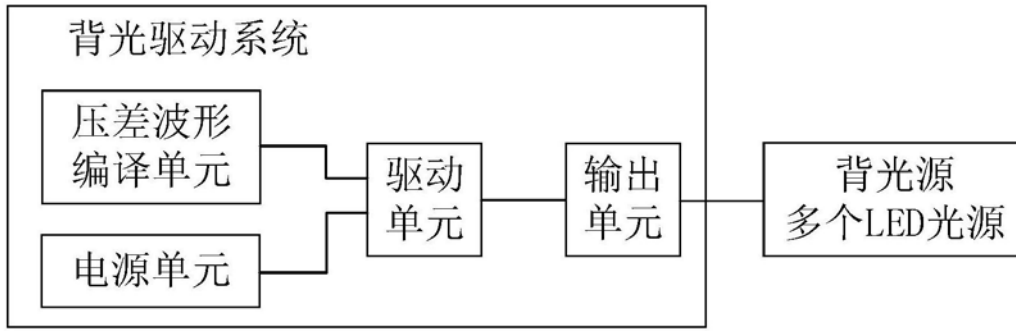 背光驱动系统
压差波形
编译单元
驱动
单元
输出
单元
背光源
多个LED光源
电源单元